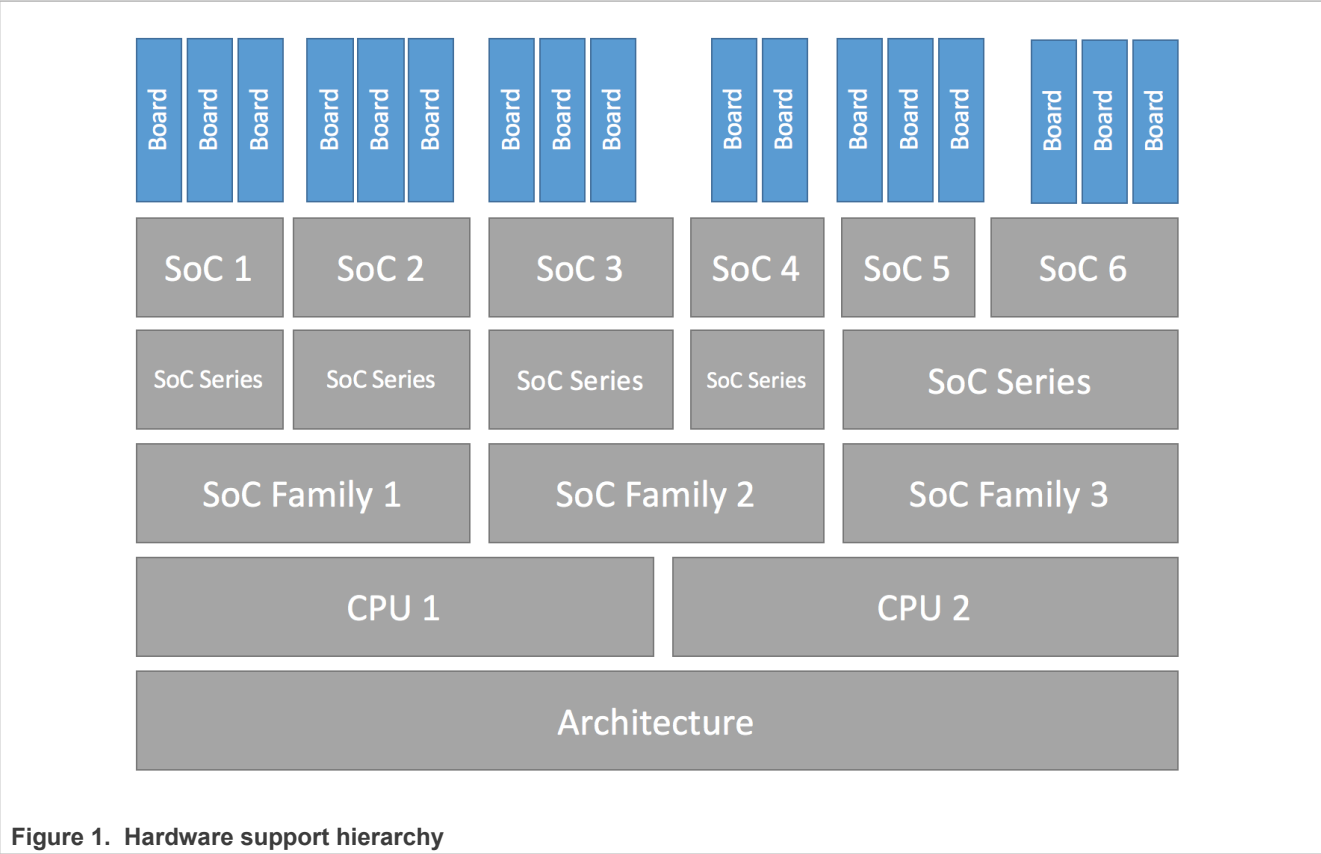 Board Board Board Board Board Board Board Board Board Board Board Board Board Board Board Board Board
SoC 1 SoC 2 SoC 3 SoC 4 SoC 5 SoC 6
SoC Series SoC Series SoC Series SoC Series SoC Series
SoC Family 1 SoC Family 2 SoC Family 3
CPU 1 CPU 2
Architecture
Figure 1. Hardware support hierarchy